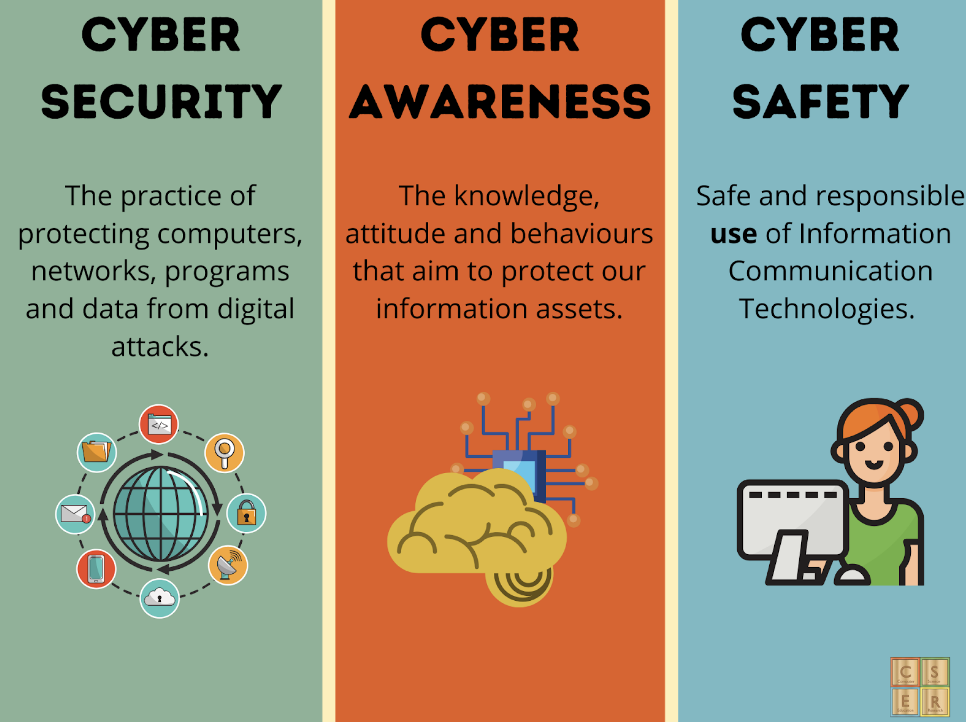 CYBER
SECURITY
The practice of
protecting computers,
networks, programs
and data from digital
attacks.
CYBER
AWARENESS
The knowledge,
attitude and behaviours
that aim to protect our
information assets.
CYBER
SAFETY
Safe and responsible
use of Information
Communication
Technologies.
</>
C S
E R